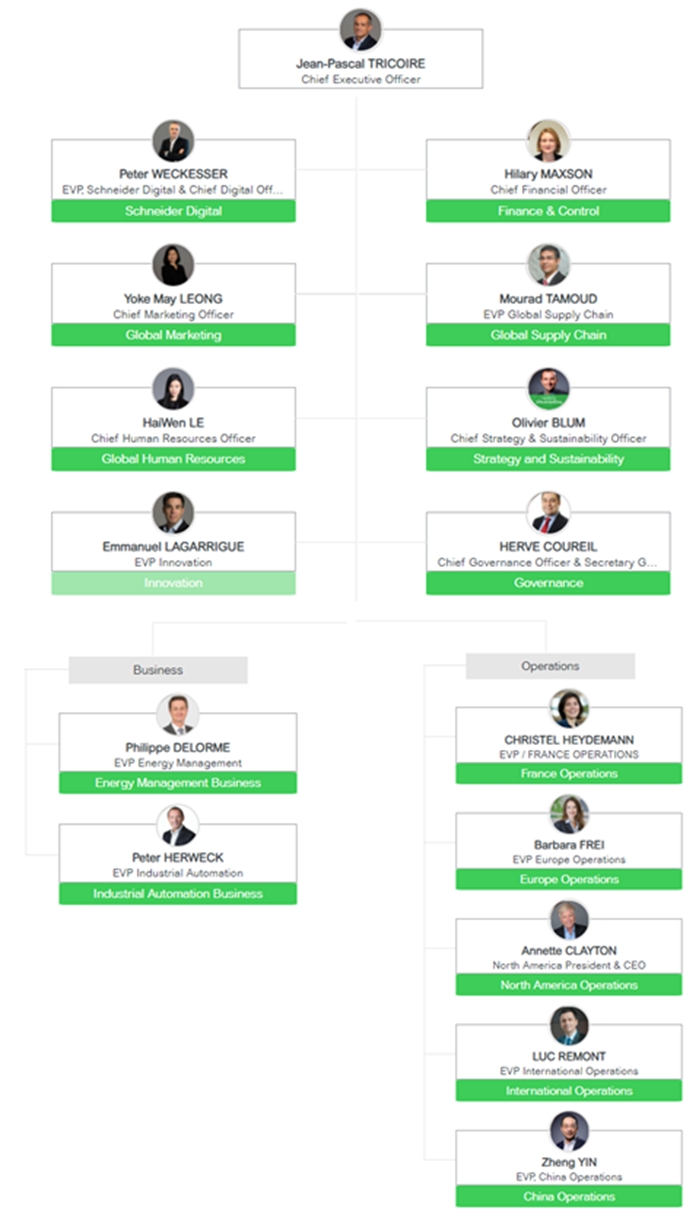 Jean-Pascal TRICOIRE
Chief Executive Officer
Peter WECKESSER
EVP, Schneider Digital & Chief Digital Off...
Schneider Digital
Hilary MAXSON
Chief Financial Officer
Finance & Control
Yoke May LEONG
Chief Marketing Officer
Global Marketing
Mourad TAMOUD
EVP Global Supply Chain
Global Supply Chain
HaiWen LE
Chief Human Resources Officer
Global Human Resources
Olivier BLUM
Chief Strategy & Sustainability Officer
Strategy and Sustainability
Emmanuel LAGARRIGUE
EVP Innovation
Innovation
HERVE COUREIL
Chief Governance Officer & Secretary G...
Governance
Business
Philippe DELORME
EVP Energy Management
Energy Management Business
Peter HERWECK
EVP Industrial Automation
Industrial Automation Business
Operations
CHRISTEL HEYDEMANN
EVP / FRANCE OPERATIONS
France Operations
Barbara FREI
EVP Europe Operations
Europe Operations
Annette CLAYTON
North America President & CEO
North America Operations
LUC REMONT
EVP International Operations
International Operations
Zheng YIN
EVP, China Operations
China Operations